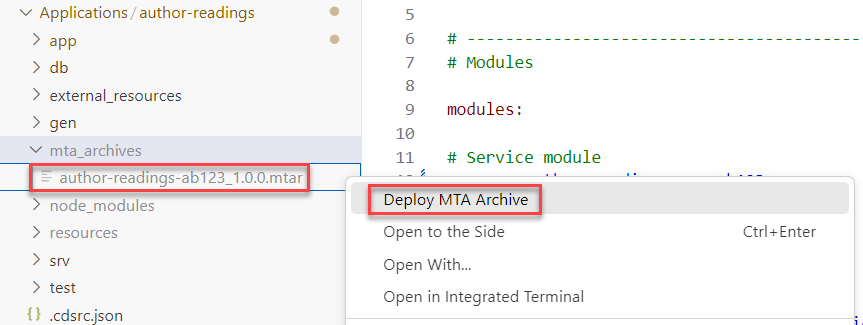 Applications / author-readings
app
db
external_resources
gen
mta_archives
author-readings-ab123_1.0.0.mtar
node_modules
resources
srv
test
.cdsrc.json
5
6 # ----------------------------------------
7 # Modules
8
9 modules:
10
11 # Service module
Deploy MTA Archive
Open to the Side Ctrl+Enter
Open With...
Open in Integrated Terminal